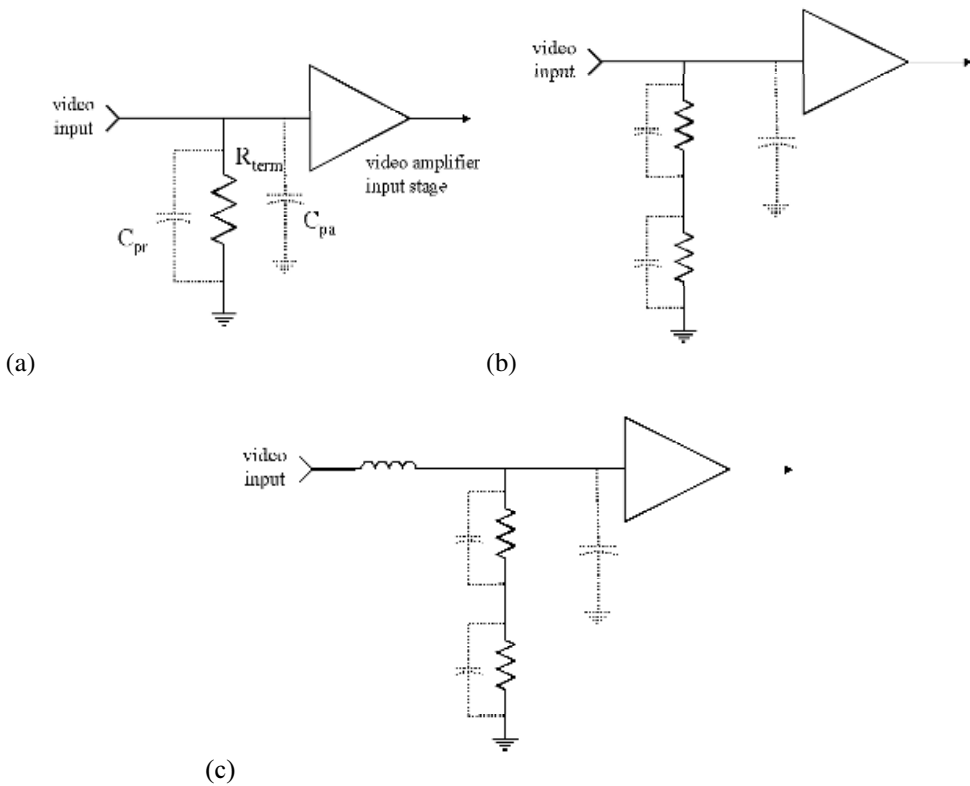 video
input
R_term
video amplifier
input stage
C_pr
C_pa
(a)
video
input
(b)
video
input
(c)